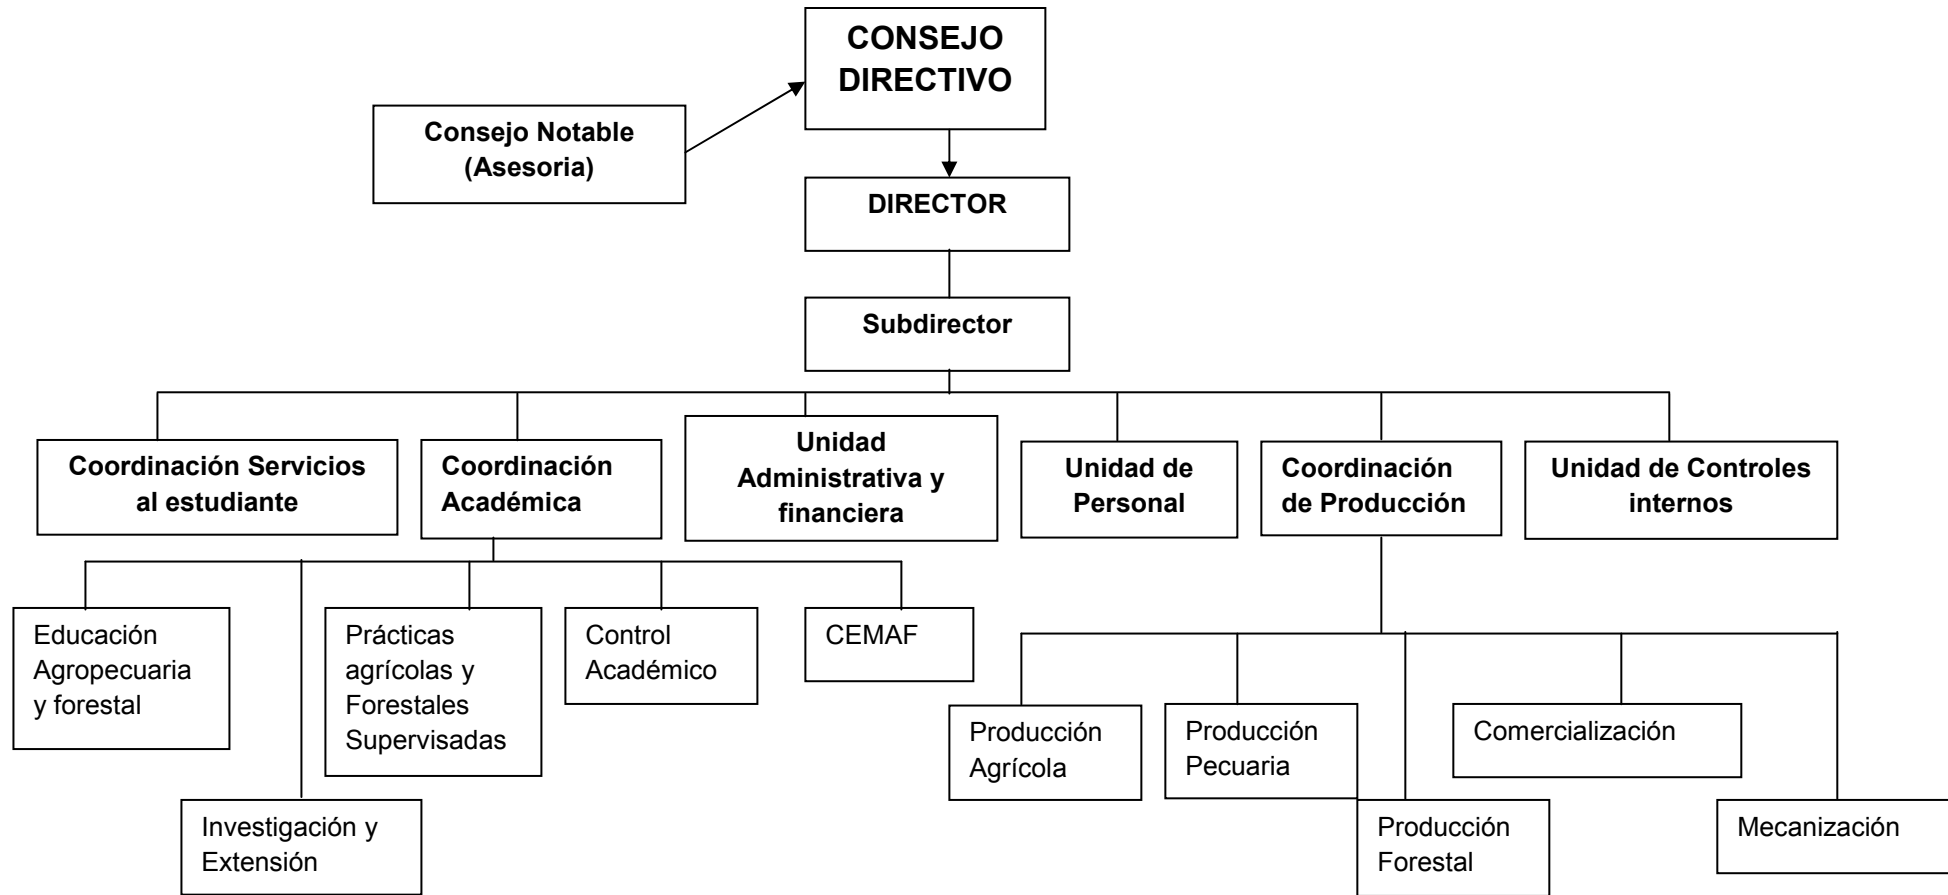 CONSEJO
DIRECTIVO
Consejo Notable
(Asesoria)
DIRECTOR
Subdirector
Coordinación Servicios
al estudiante
Coordinación
Académica
Unidad
Administrativa y
financiera
Unidad de
Personal
Coordinación
de Producción
Unidad de Controles
internos
Educación
Agropecuaria
y forestal
Prácticas
agrícolas y
Forestales
Supervisadas
Control
Académico
CEMAF
Investigación y
Extensión
Producción
Agrícola
Producción
Pecuaria
Producción
Forestal
Comercialización
Mecanización